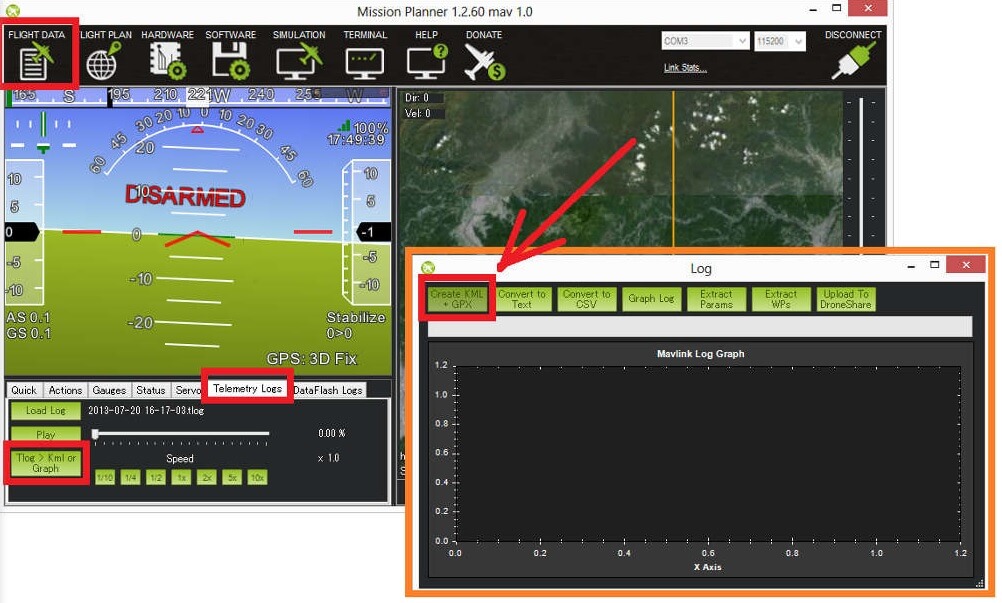 Mission Planner 1.2.60 mav 1.0
FLIGHT DATA LIGHT PLAN HARDWARE SOFTWARE SIMULATION TERMINAL HELP DONATE
COM3 115200 DISCONNECT
Link Stats...
165 S 195 210 221W 240 255 W
Dir: 0
Vel: 0
60 45 30 20 10 0 10 20 30 45 60
100%
17:49:39
20
DISARMED
10
0
-10
-20
10
5
0
-5
-10
10
5
-1
-5
-10
AS 0.1
GS 0.1
Stabilize
0>0
GPS: 3D Fix
Quick Actions Gauges Status Servo Telemetry Logs DataFlash Logs
Load Log 2013-07-20 16-17-03.tlog
Play 0.00 %
Tlog > Kml or
Graph
Speed x 1.0
1/10 1/4 1/2 1x 2x 5x 10x
Log
Create KML
+ GPX
Convert to
Text
Convert to
CSV
Graph Log
Extract
Params
Extract
WPs
Upload To
DroneShare
Mavlink Log Graph
1.2
1.0
0.8
0.6
0.4
0.2
0.0
0.0 0.2 0.4 0.6 0.8 1.0 1.2
X Axis